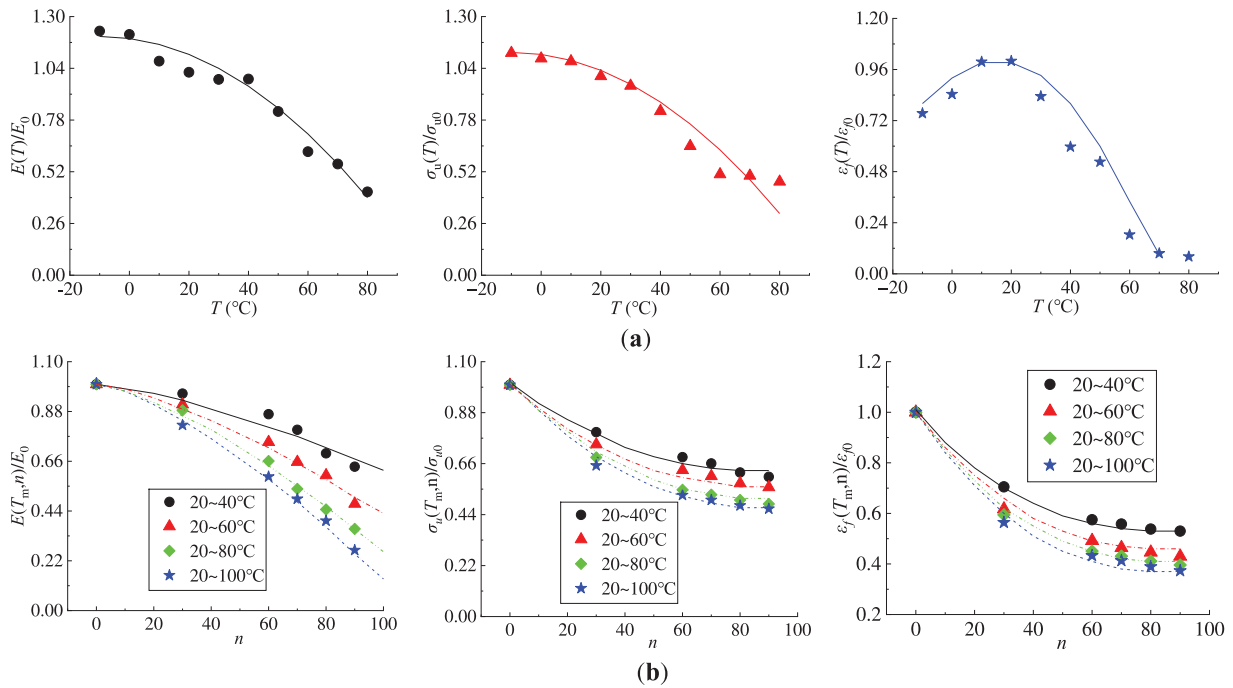 1.30
1.04
0.78
0.52
0.26
0.00
E(T)/E0
-20 0 20 40 60 80
T (°C)
1.30
1.04
0.78
0.52
0.26
0.00
σu(T)/σu0
−20 0 20 40 60 80
T (°C)
1.20
0.96
0.72
0.48
0.24
0.00
εf(T)/εf0
−20 0 20 40 60 80
T (°C)
(a)
1.10
0.88
0.66
0.44
0.22
0.00
E(Tm,n)/E0
20~40°C
20~60°C
20~80°C
20~100°C
0 20 40 60 80 100
n
1.10
0.88
0.66
0.44
0.22
0.00
σu(Tm,n)/σu0
20~40°C
20~60°C
20~80°C
20~100°C
0 20 40 60 80 100
n
1.2
1.0
0.8
0.6
0.4
0.2
εf(Tm,n)/εf0
20~40°C
20~60°C
20~80°C
20~100°C
0 20 40 60 80 100
n
(b)